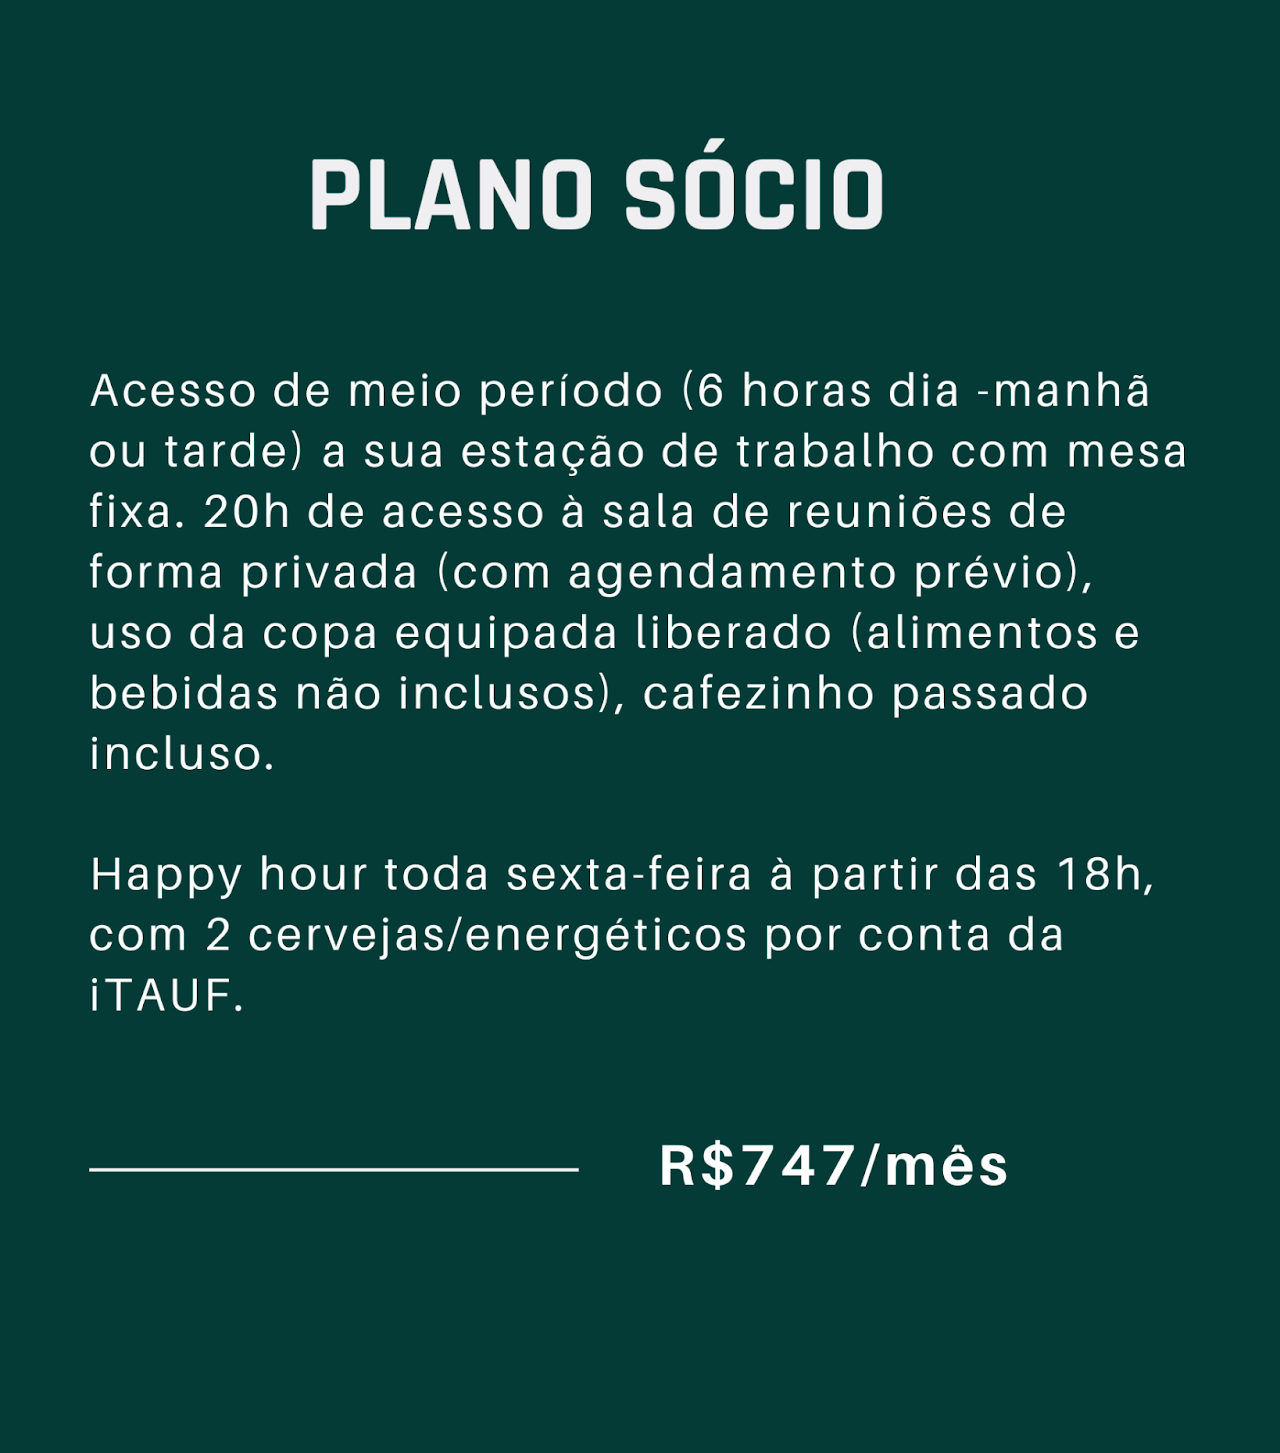 PLANO SÓCIO
Acesso de meio período (6 horas dia -manhã
ou tarde) a sua estação de trabalho com mesa
fixa. 20h de acesso à sala de reuniões de
forma privada (com agendamento prévio),
uso da copa equipada liberado (alimentos e
bebidas não inclusos), cafezinho passado
incluso.
Happy hour toda sexta-feira à partir das 18h,
com 2 cervejas/energéticos por conta da
iTAUF.
R$747/mês